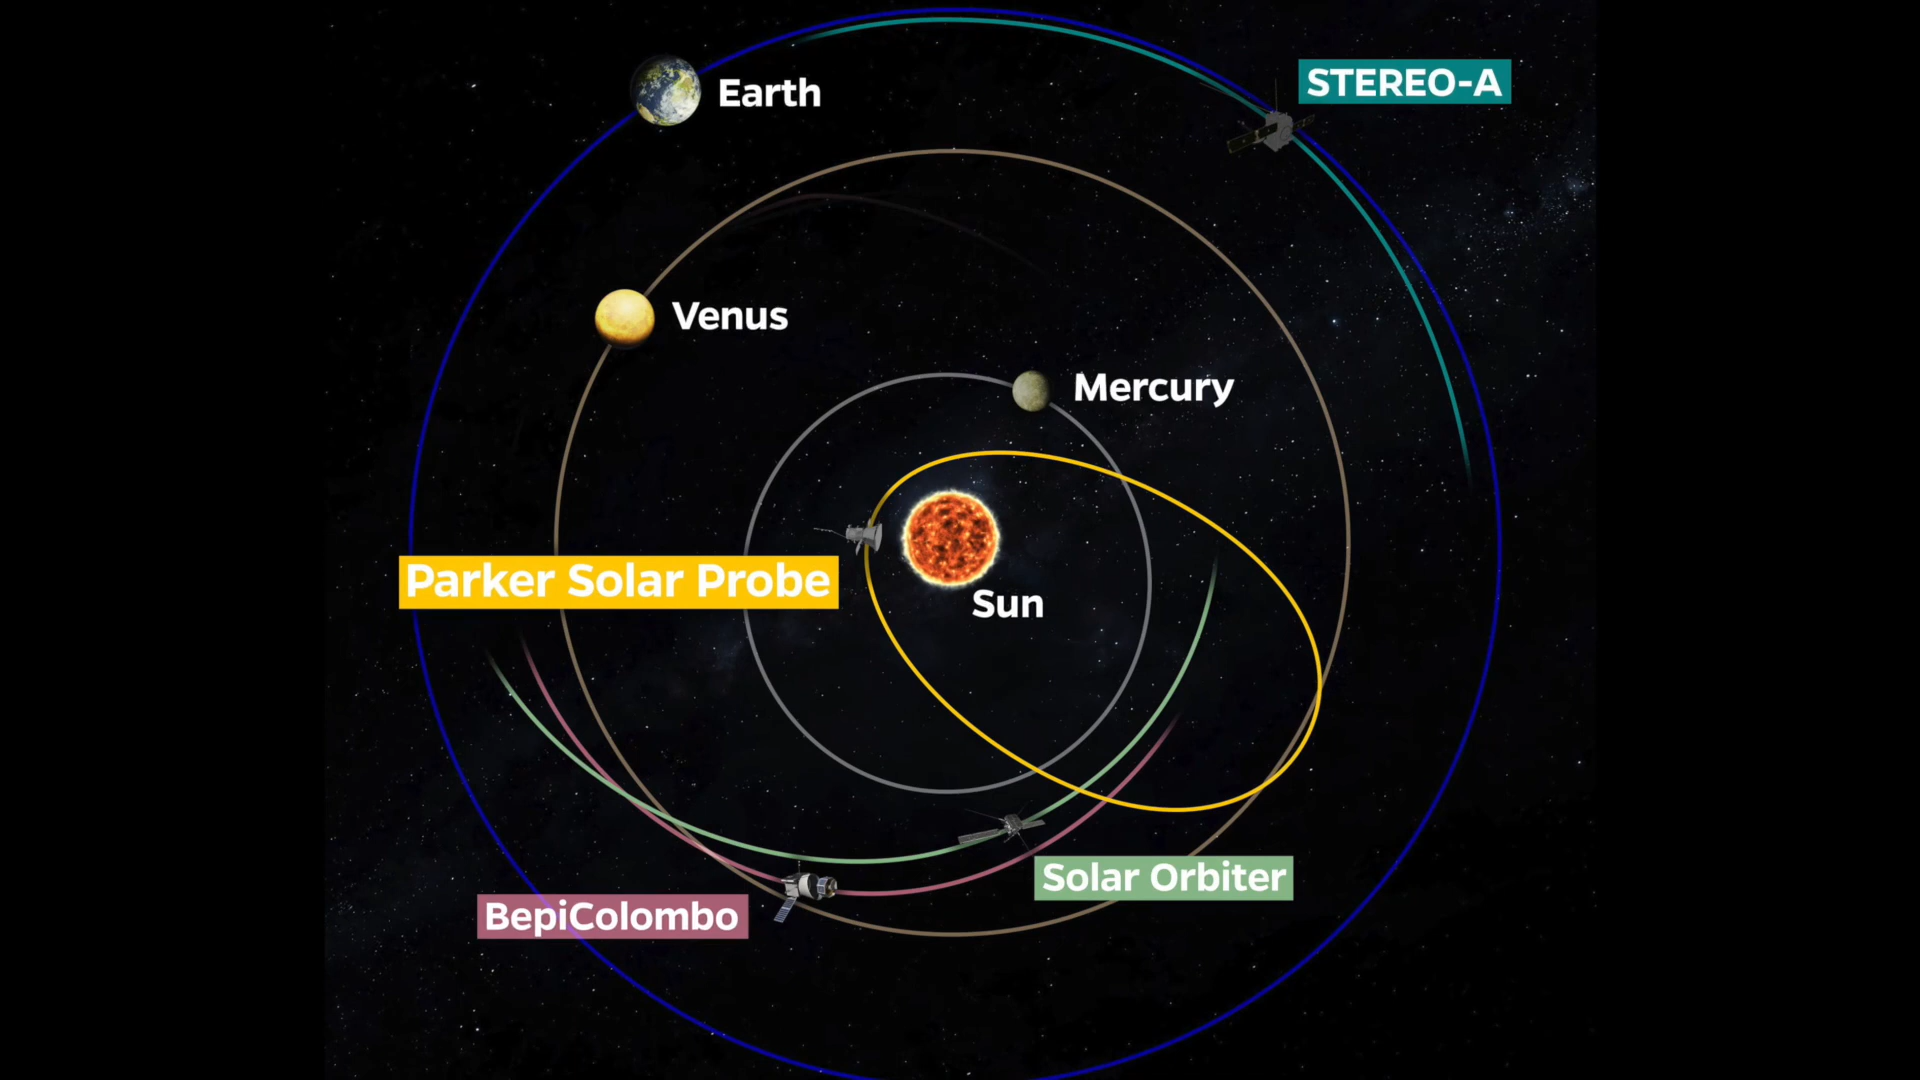 STEREO-A
Earth
Venus
Mercury
Parker Solar Probe
Sun
Solar Orbiter
BepiColombo